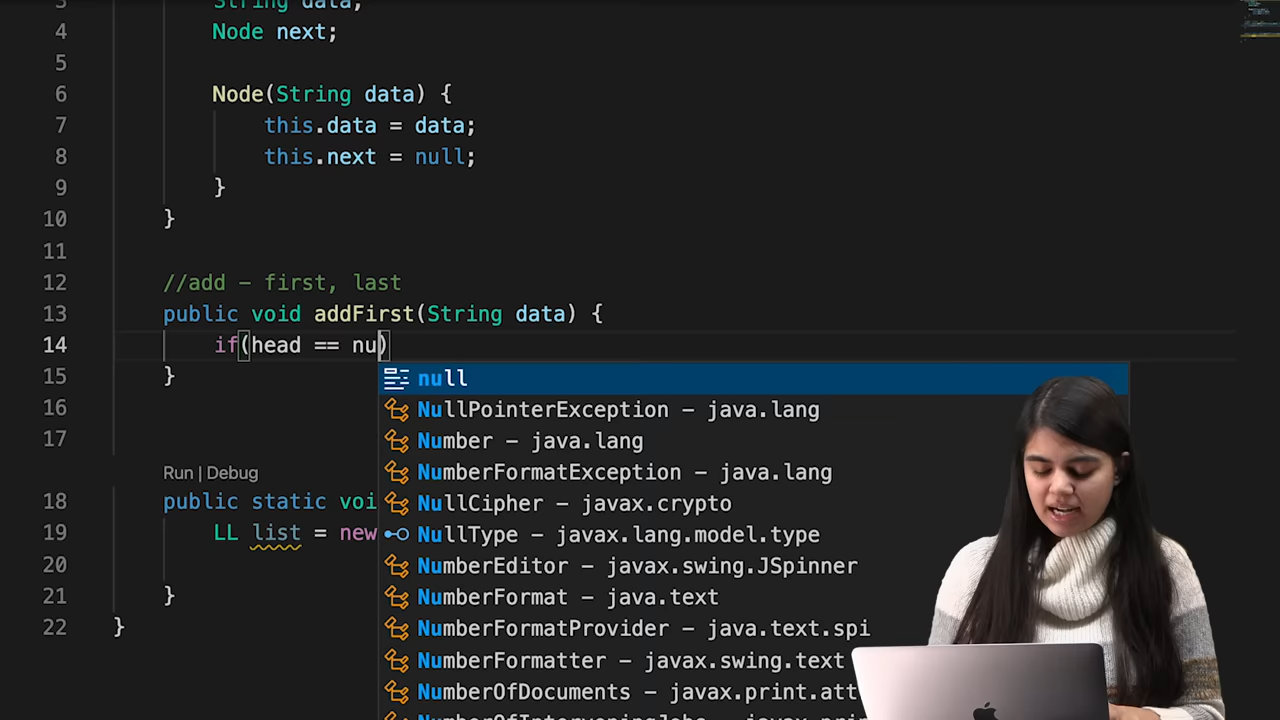 3 String data;
4 Node next;
5
6 Node(String data) {
7 this.data = data;
8 this.next = null;
9 }
10 }
11
12 //add – first, last
13 public void addFirst(String data) {
14 if(head == nu)
15 }
null
16 NullPointerException – java.lang
17 Number – java.lang
Run | Debug
NumberFormatException – java.lang
18 public static voi
NullCipher – javax.crypto
19 LL list = new
NullType – javax.lang.model.type
20 NumberEditor – javax.swing.JSpinner
21 }
NumberFormat – java.text
22 }
NumberFormatProvider – java.text.spi
NumberFormatter – javax.swing.text
NumberOfDocuments – javax.print.att